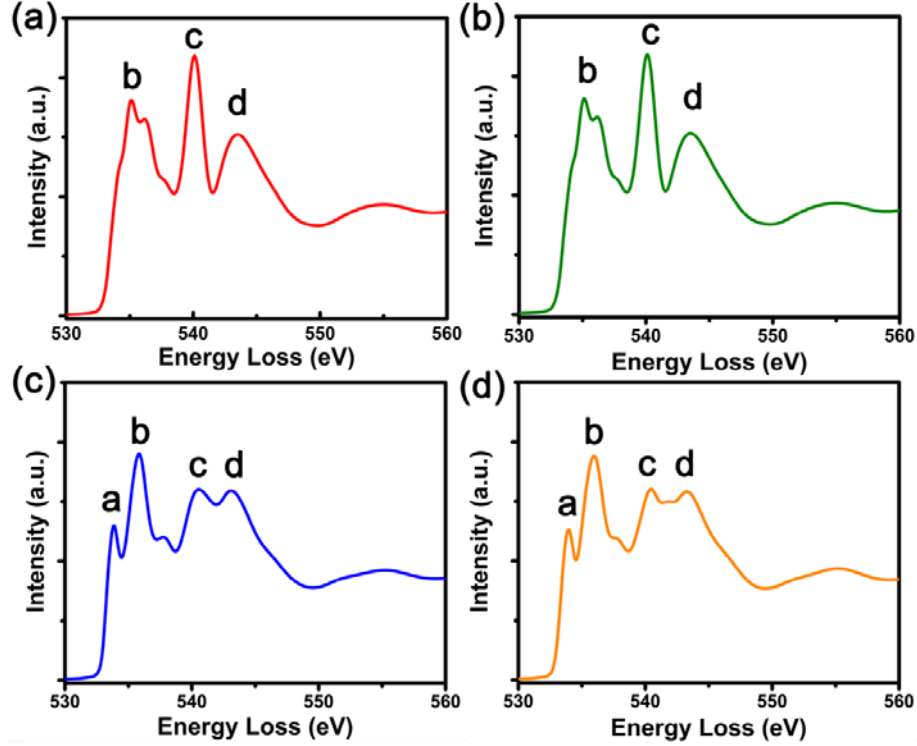 (a)
b
c
d
Intensity (a.u.)
530
540
550
560
Energy Loss (eV)
(b)
b
c
d
Intensity (a.u.)
530
540
550
560
Energy Loss (eV)
(c)
a
b
c
d
Intensity (a.u.)
530
540
550
560
Energy Loss (eV)
(d)
a
b
c
d
Intensity (a.u.)
530
540
550
560
Energy Loss (eV)